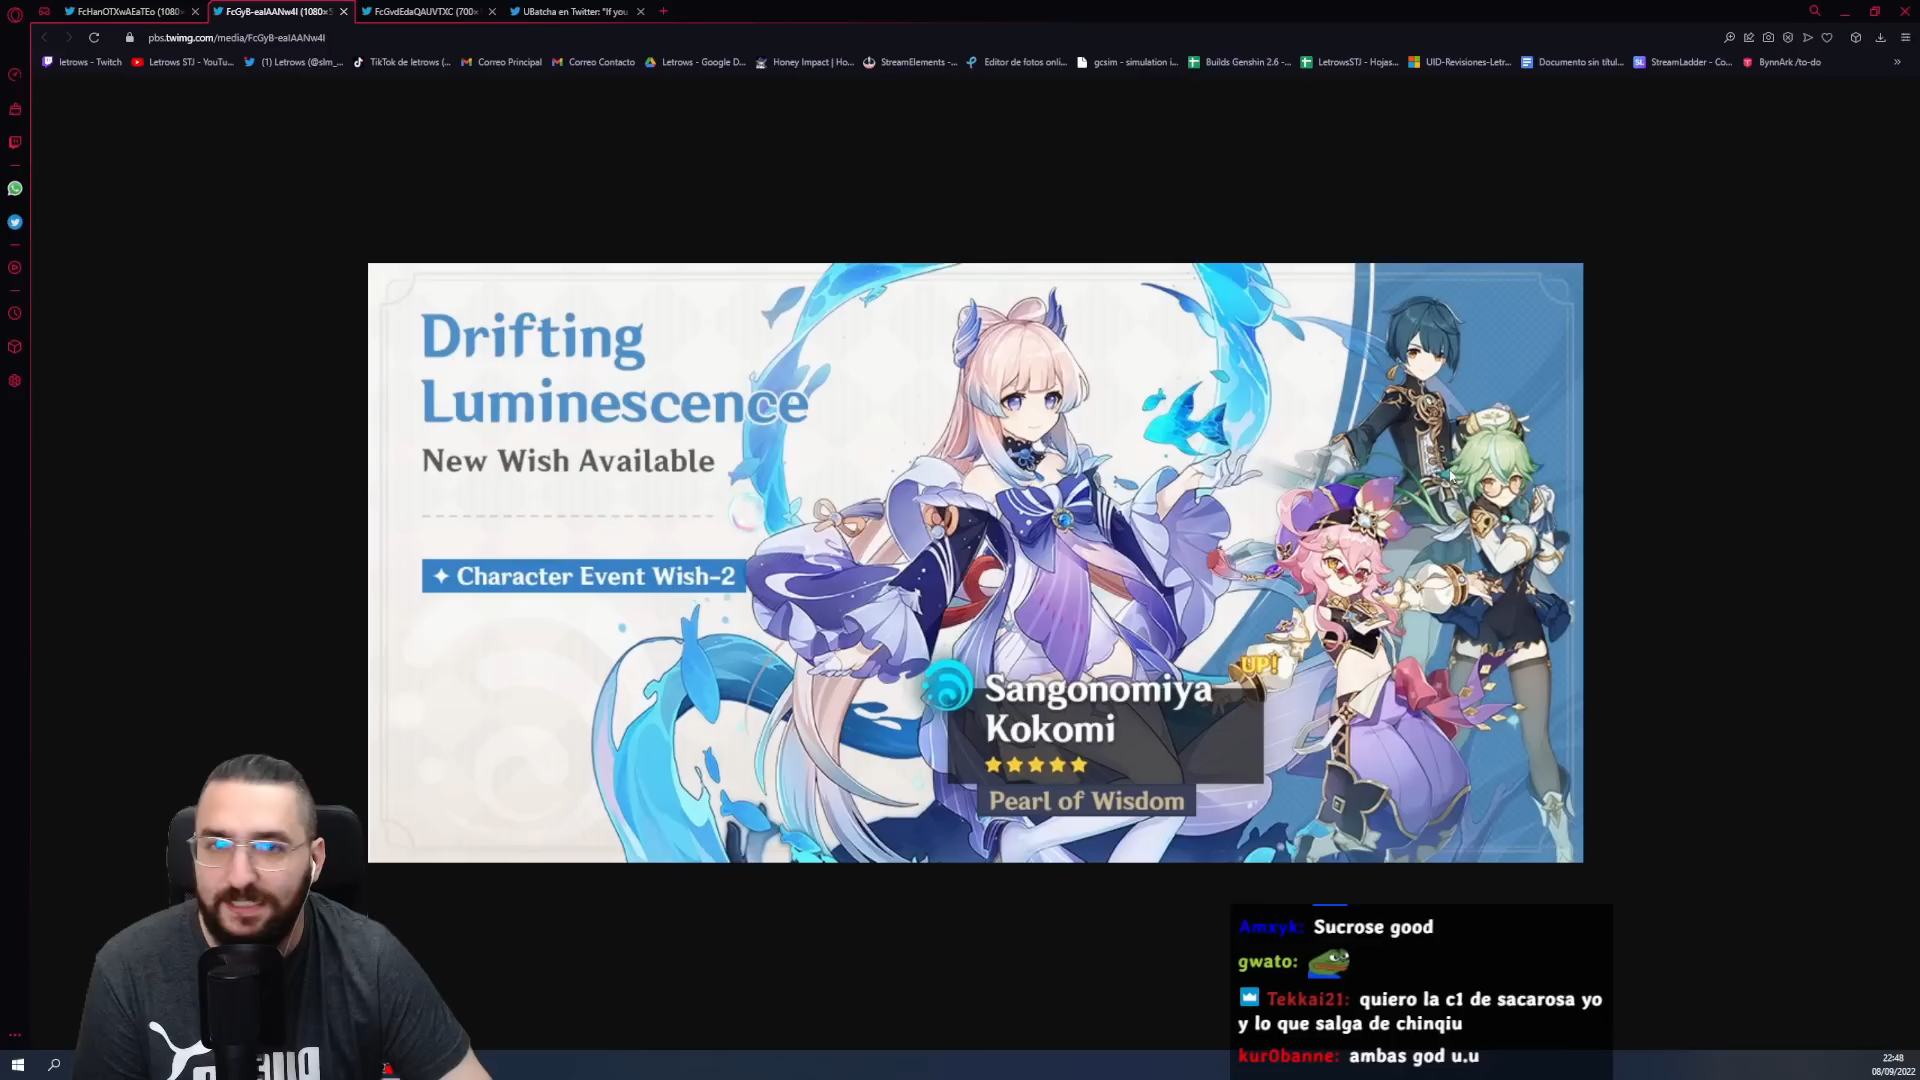 FcHanOTXwAEaTEo (1080×
FcGyB-eaIAANw4I (1080×5
FcGvdEdaQAUVTXC (700×
UBatcha en Twitter: "If you
pbs.twimg.com/media/FcGyB-eaIAANw4I
letrows - Twitch
Letrows STJ - YouTu...
(1) Letrows (@slm_...
TikTok de letrows (...
Correo Principal
Correo Contacto
Letrows - Google D...
Honey Impact | Ho...
StreamElements -...
Editor de fotos onli...
gcsim - simulation i...
Builds Genshin 2.6 -...
LetrowsSTJ - Hojas...
UID-Revisiones-Letr...
Documento sin títul...
StreamLadder - Co...
BynnArk /to-do
Drifting
Luminescence
New Wish Available
Character Event Wish-2
UP!
Sangonomiya
Kokomi
Pearl of Wisdom
Amxyk: Sucrose good
gwato:
Tekkai21: quiero la c1 de sacarosa yo
y lo que salga de chinqiu
kur0banne: ambas god u.u
22:48
08/09/2022